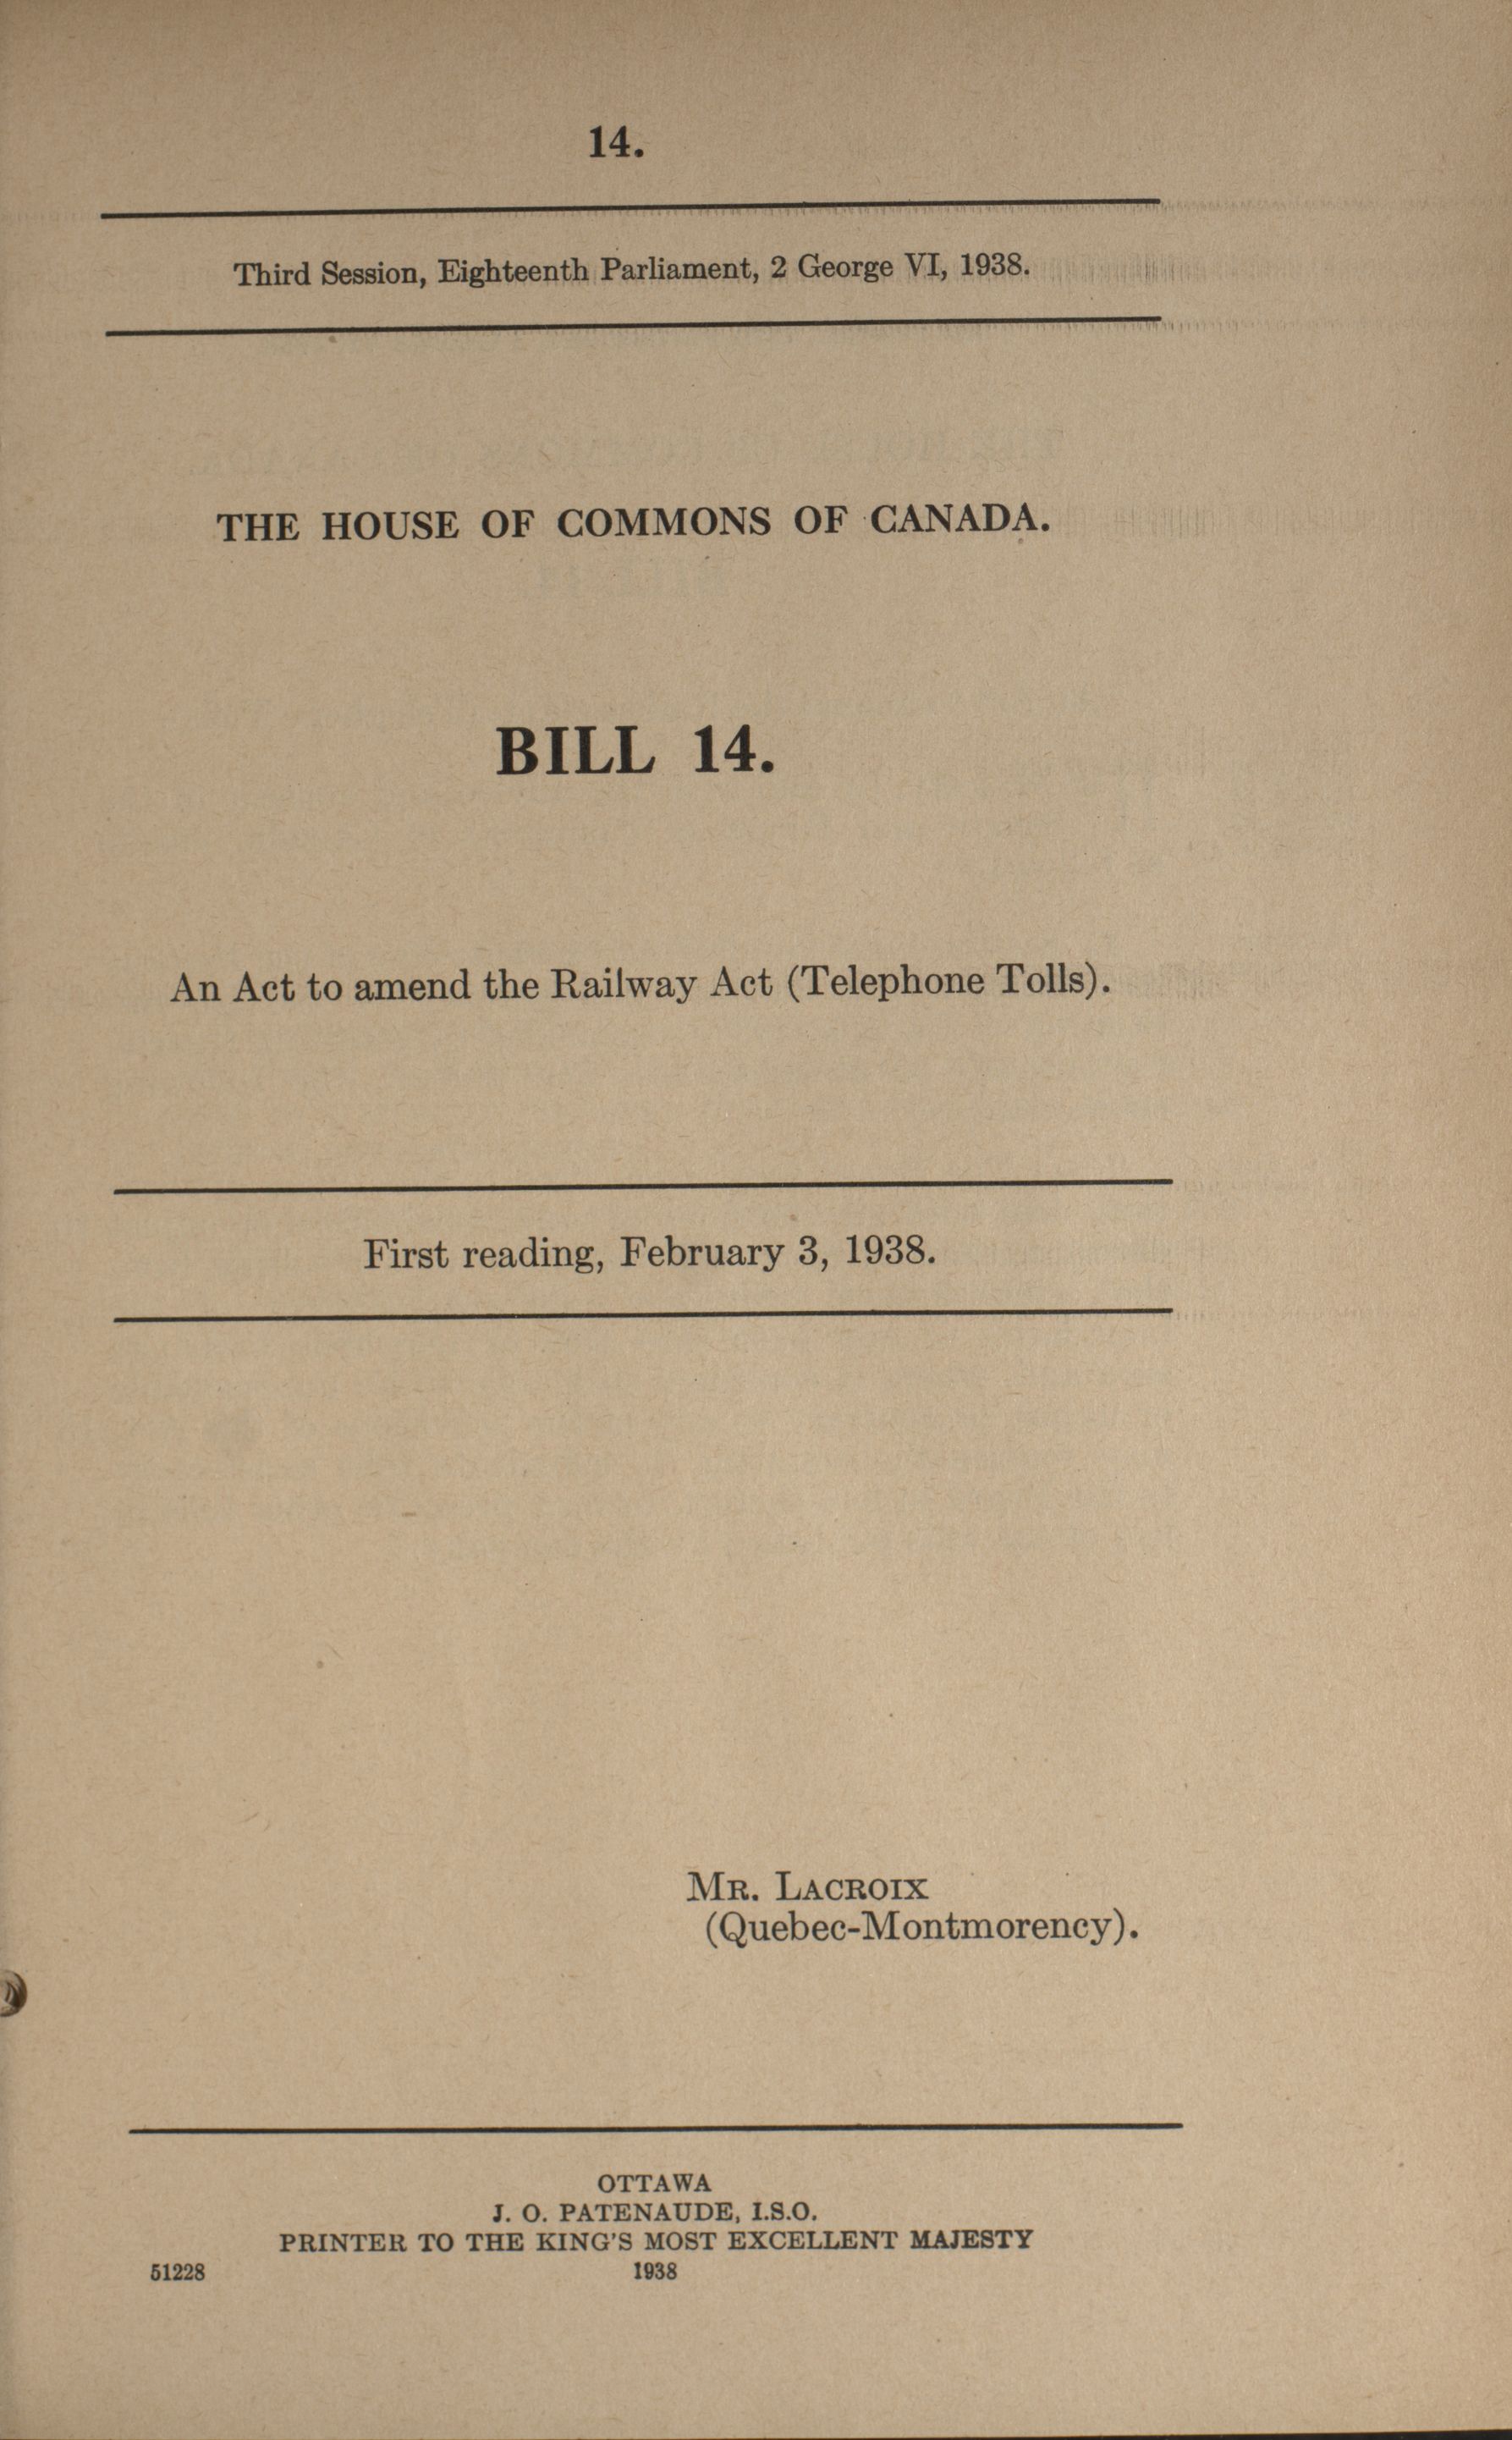 14.
Third Session, Eighteenth Parliament, 2 George VI, 1938.
THE HOUSE OF COMMONS OF CANADA.
BILL 14.
An Act to amend the Railway Act (Telephone Tolls).
First reading, February 3, 1938.
MR. LACROIX
(Quebec-Montmorency).
OTTAWA
J. O. PATENAUDE, I.S.O.
PRINTER TO THE KING'S MOST EXCELLENT MAJESTY
51228 1938